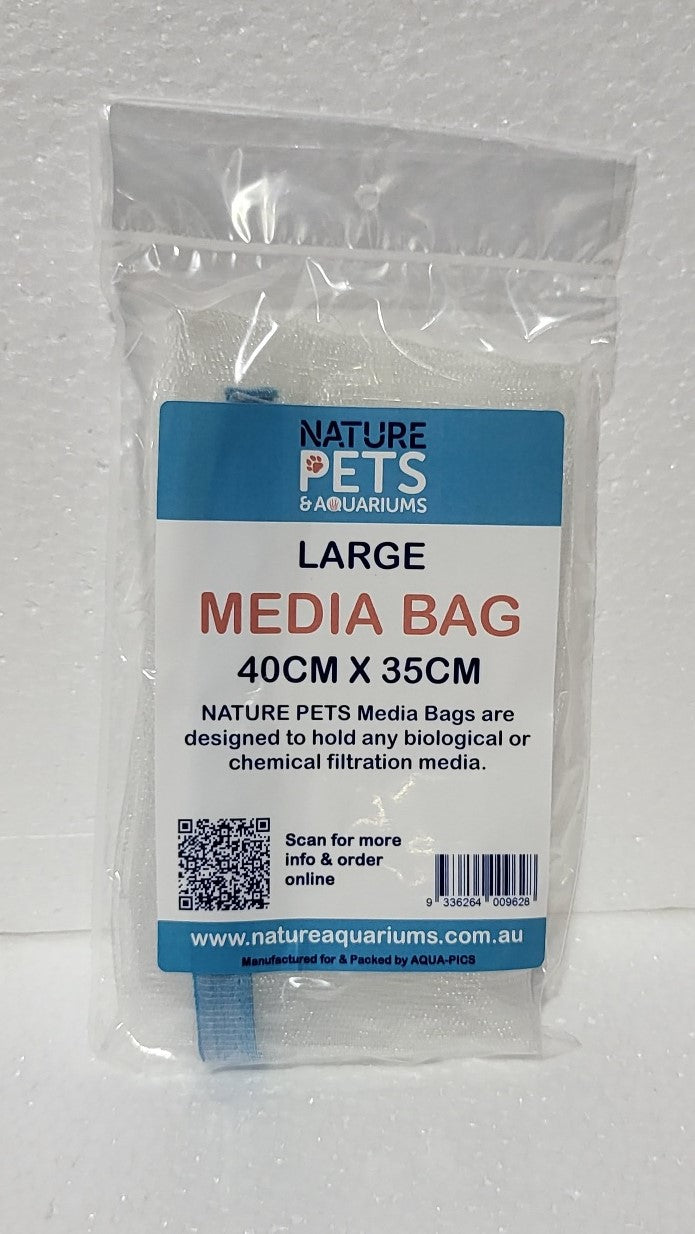 NATURE
PETS
& AQUARIUMS
LARGE
MEDIA BAG
40CM X 35CM
NATURE PETS Media Bags are
designed to hold any biological or
chemical filtration media.
Scan for more
info & order
online
9 336264 009628
www.natureaquariums.com.au
Manufactured for & Packed by AQUA-PICS